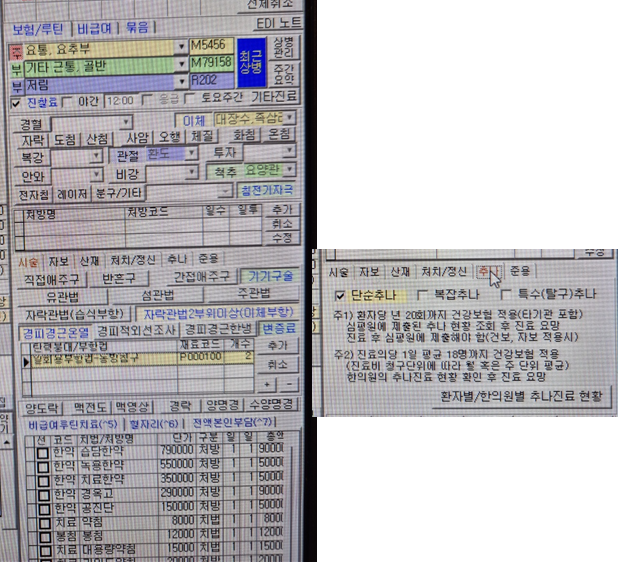 전체취소
보험/루틴 비급여 묶음 EDI 노트
부 요통, 요추부 M5456
부 기타 근통, 골반 M79158
부 저림 R202
최근상병
상병관리
주간요약
진찰료 야간 12:00 응급 토요주간 기타진료
경혈 이체 대장수,족삼
자락 도침 산침 사암 오행 체질 화침 온침
복강 관절 환도 투자
안와 비강 척추 요양관
전자침 레이저 분구/기타 침전기자극
처방명 처방코드 일수 일투 추가
취소
수정
시술 자보 산재 처치/정신 추나 준용
직접애주구 반흔구 간접애주구 기기구술
유관법 섬관법 주관법
자락관법(습식부항) 자락관법2부위이상(이체부항)
경피경근온열 경피적외선조사 경피경근한냉 변증료
탄력붕대/부항컵 재료코드 개수 추가
일회용부항컵-동방침구 P000100 2
취소
+ -
양도락 맥전도 맥영상 경락 양명경 수양명경
비급여루틴치료(^5) 혈자리(^6) 전액본인부담(^7)
선 코드 치법/처방명 단가 구분 일 일 총액
한약 습담한약 790000 처방 1 1
한약 녹용한약 550000 처방 1 1
한약 치료한약 350000 처방 1 1
한약 경옥고 290000 처방 1 1
한약 공진단 150000 처방 1 1
치료 약침 8000 치법 1 1
봉침 봉침 12000 치법 1 1
치료 대용량약침 15000 치법 1 1
수정
시술 자보 산재 처치/정신 추나 준용
단순추나 복잡추나 특수(탈구)추나
주1) 환자당 년 20회까지 건강보험 적용(타기관 포함)
심평원에 제출된 추나 현황 조회 후 진료 요망
진료 후 심평원에 제출해야 함(건보, 자보 적용시)
주2) 진료의당 1일 평균 18명까지 건강보험 적용
(진료비 청구단위에 따라 월 혹은 주 단위 평균)
한의원의 추나진료 현황 확인 후 진료 요망
환자별/한의원별 추나진료 현황